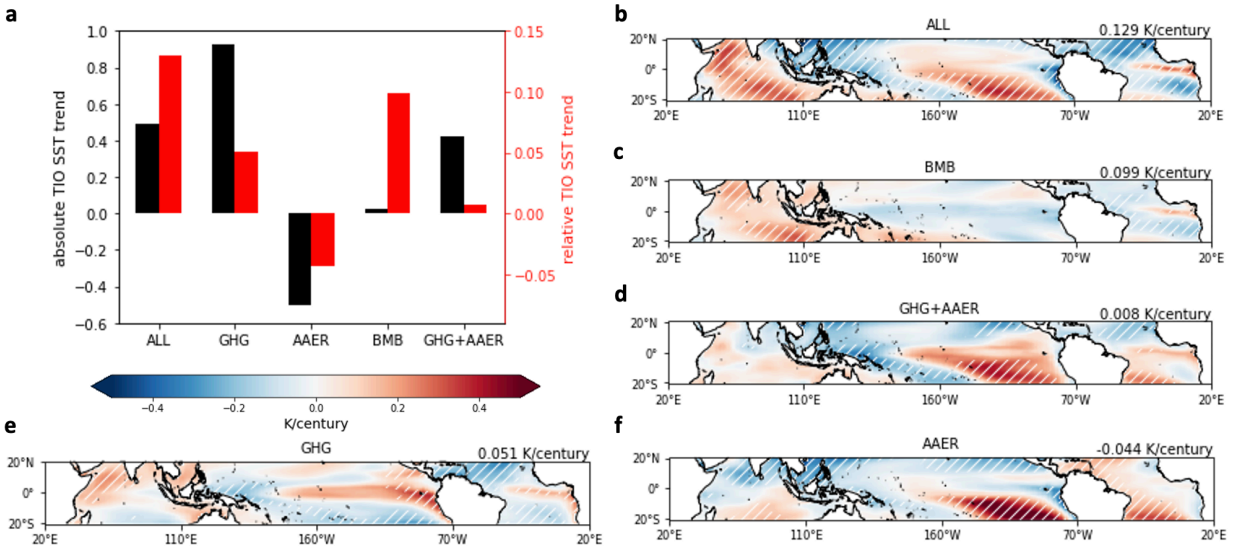 a
1.0
0.8
0.6
0.4
0.2
0.0
−0.2
−0.4
−0.6
absolute TIO SST trend
0.15
0.10
0.05
0.00
−0.05
relative TIO SST trend
ALL GHG AAER BMB GHG+AAER
−0.4 −0.2 0.0 0.2 0.4
K/century
b
ALL 0.129 K/century
20°N
0°
20°S
20°E 110°E 160°W 70°W 20°E
c
BMB 0.099 K/century
20°N
0°
20°S
20°E 110°E 160°W 70°W 20°E
d
GHG+AAER 0.008 K/century
20°N
0°
20°S
20°E 110°E 160°W 70°W 20°E
e
GHG 0.051 K/century
20°N
0°
20°S
20°E 110°E 160°W 70°W 20°E
f
AAER -0.044 K/century
20°N
0°
20°S
20°E 110°E 160°W 70°W 20°E